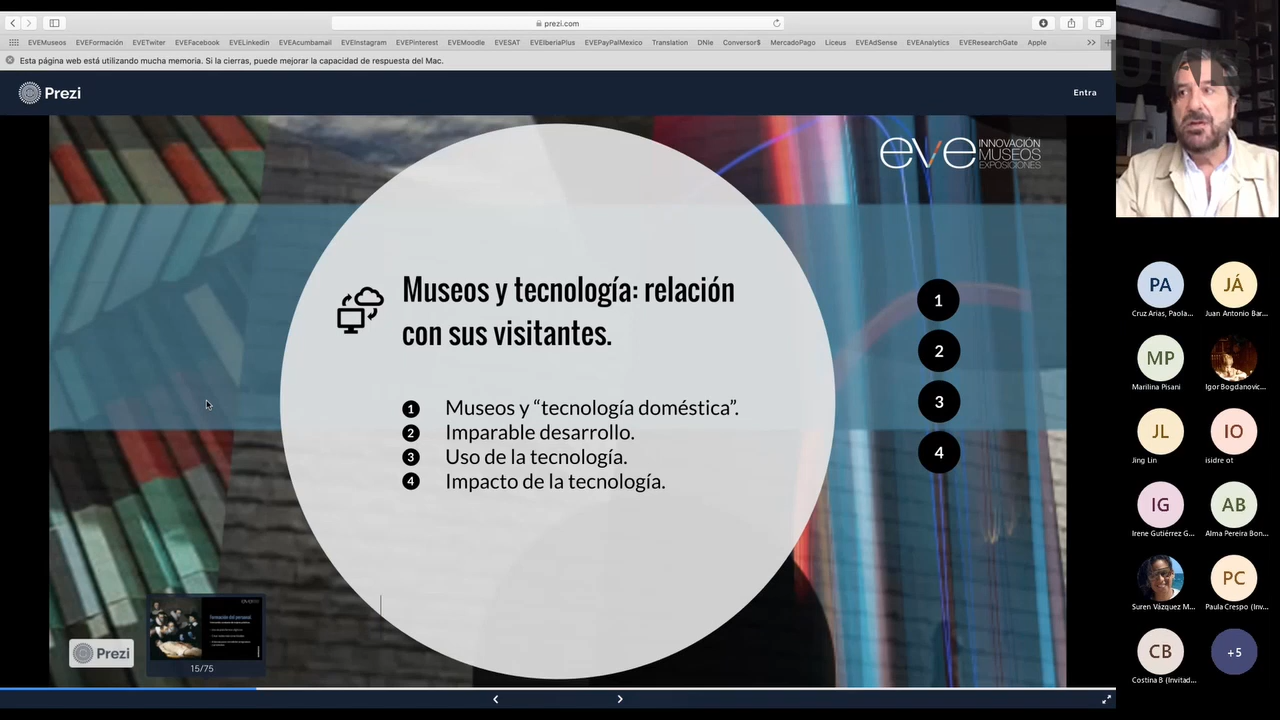 prezi.com
EVEMuseos EVEFormación EVETwiter EVEFacebook EVELinkedin EVEAcumbamail EVEInstagram EVEPinterest EVEMoodle EVESAT EVEIberiaPlus EVEPayPalMexico Translation DNIe Conversor$ MercadoPago Liceus EVEAdSense EVEAnalytics EVEResearchGate Apple
Esta página web está utilizando mucha memoria. Si la cierras, puede mejorar la capacidad de respuesta del Mac.
Prezi
Entra
eve INNOVACIÓN
MUSEOS
EXPOSICIONES
Museos y tecnología: relación
con sus visitantes.
1 Museos y “tecnología doméstica”.
2 Imparable desarrollo.
3 Uso de la tecnología.
4 Impacto de la tecnología.
1
2
3
4
Formación del personal.
Prezi
15/75
PA JÁ
Cruz Arias, Paola... Juan Antonio Bar...
MP
Marilina Pisani Igor Bogdanovic...
JL IO
Jing Lin isidre ot
IG AB
Irene Gutiérrez G... Alma Pereira Bon...
PC
Suren Vázquez M... Paula Crespo (Inv...
CB +5
Costina B (Invitad...